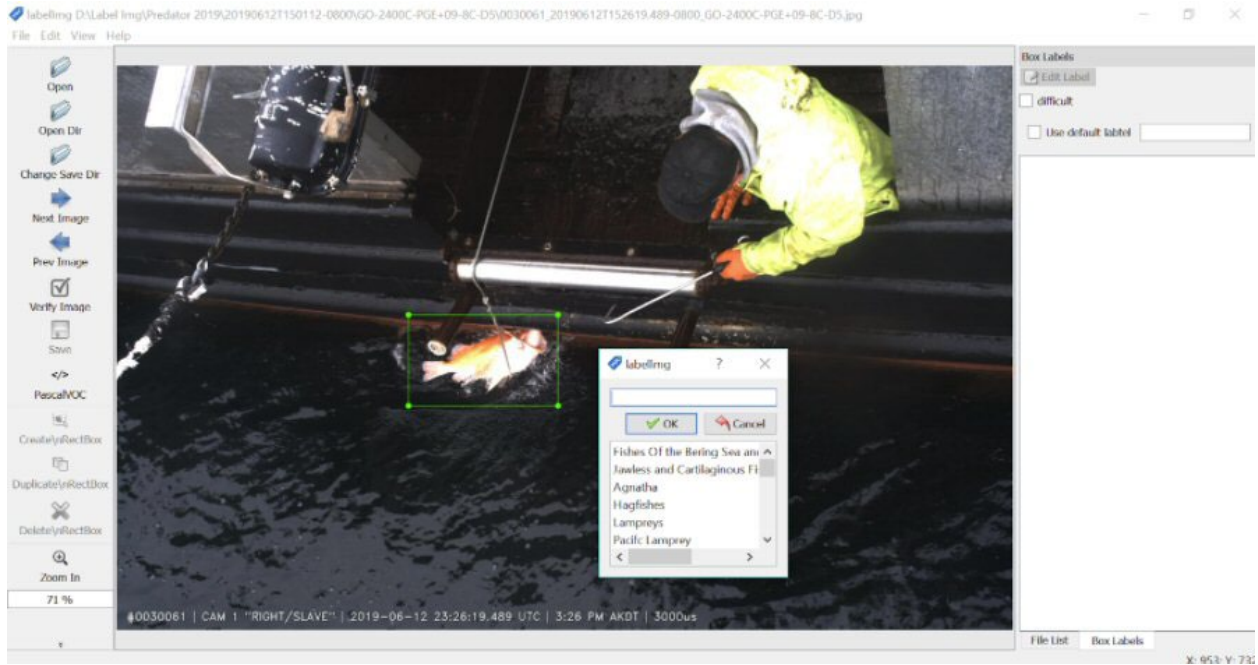 labelImg D:\Label Img\Predator 2019\20190612T150112-0800\GO-2400C-PGE+09-8C-D5\0030061_20190612T152619.489-0800_GO-2400C-PGE+09-8C-D5.jpg
File Edit View Help
Open
Open Dir
Change Save Dir
Next Image
Prev Image
Verify Image
Save
</>
PascalVOC
Create\nRectBox
Duplicate\nRectBox
Delete\nRectBox
Zoom In
71 %
labelImg ? 
OK Cancel
Fishes Of the Bering Sea an
Jawless and Cartilaginous Fi
Agnatha
Hagfishes
Lampreys
Pacifc Lamprey
#0030061 | CAM 1 "RIGHT/SLAVE" | 2019-06-12 23:26:19.489 UTC | 3:26 PM AKDT | 3000us
Box Labels
Edit Label
difficult
Use default labtel
File List Box Labels
X: 953; Y: 732